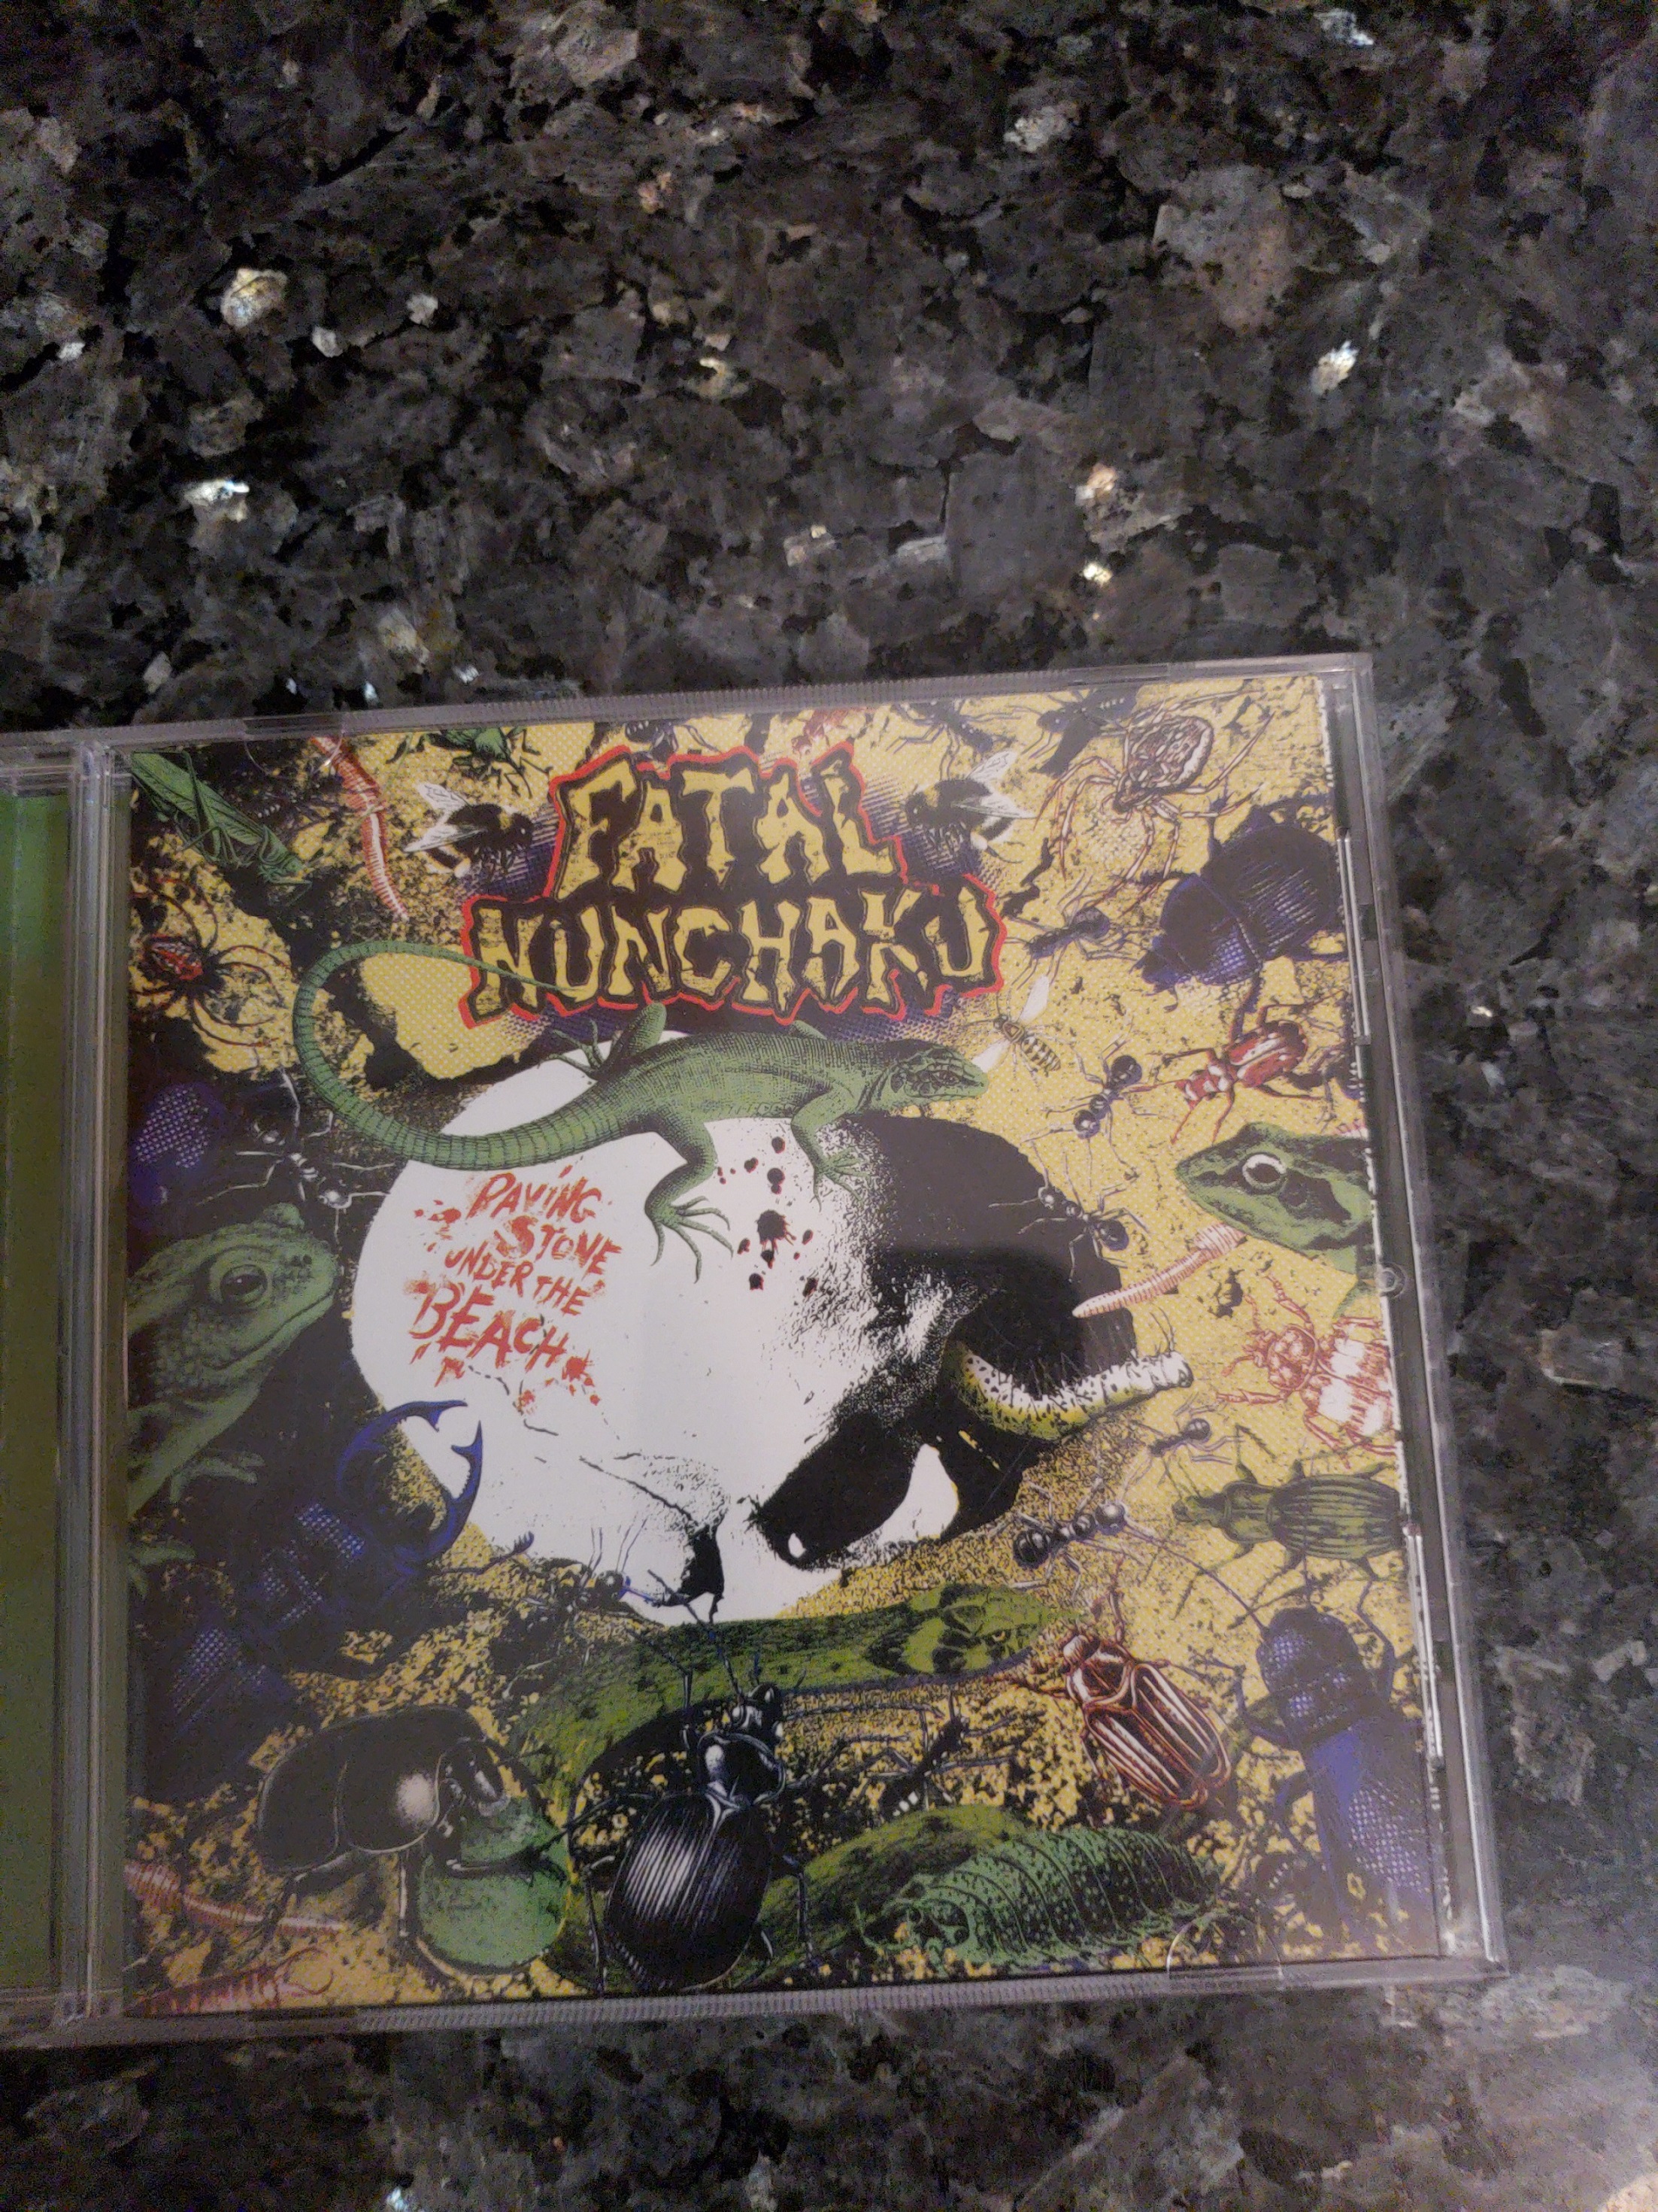 FATAL
NUNCHAKU
PAVING
STONE
UNDER THE
BEACH